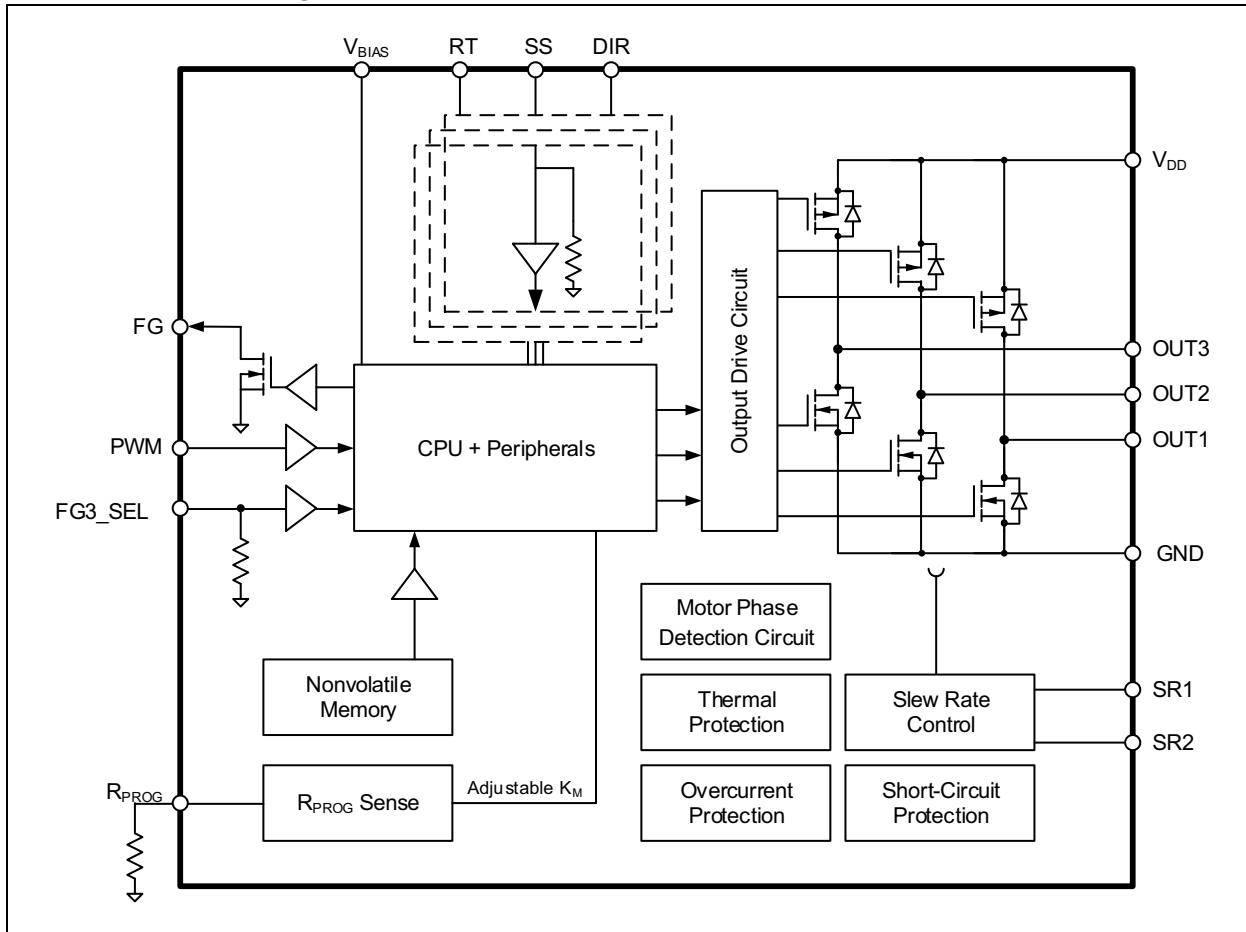 VBIAS RT SS DIR
VDD
FG
OUT3
Output Drive Circuit
OUT2
PWM
CPU + Peripherals
OUT1
FG3_SEL
GND
Motor Phase
Detection Circuit
Nonvolatile
Memory
Thermal
Protection
Slew Rate
Control
SR1
SR2
RPROG
RPROG Sense
Adjustable KM
Overcurrent
Protection
Short-Circuit
Protection